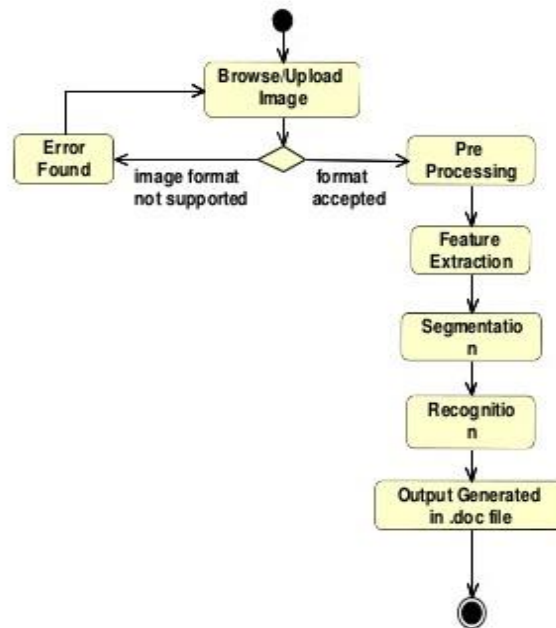 Browse/Upload
Image
Error
Found
image format
not supported
format
accepted
Pre
Processing
Feature
Extraction
Segmentatio
n
Recognitio
n
Output Generated
in .doc file